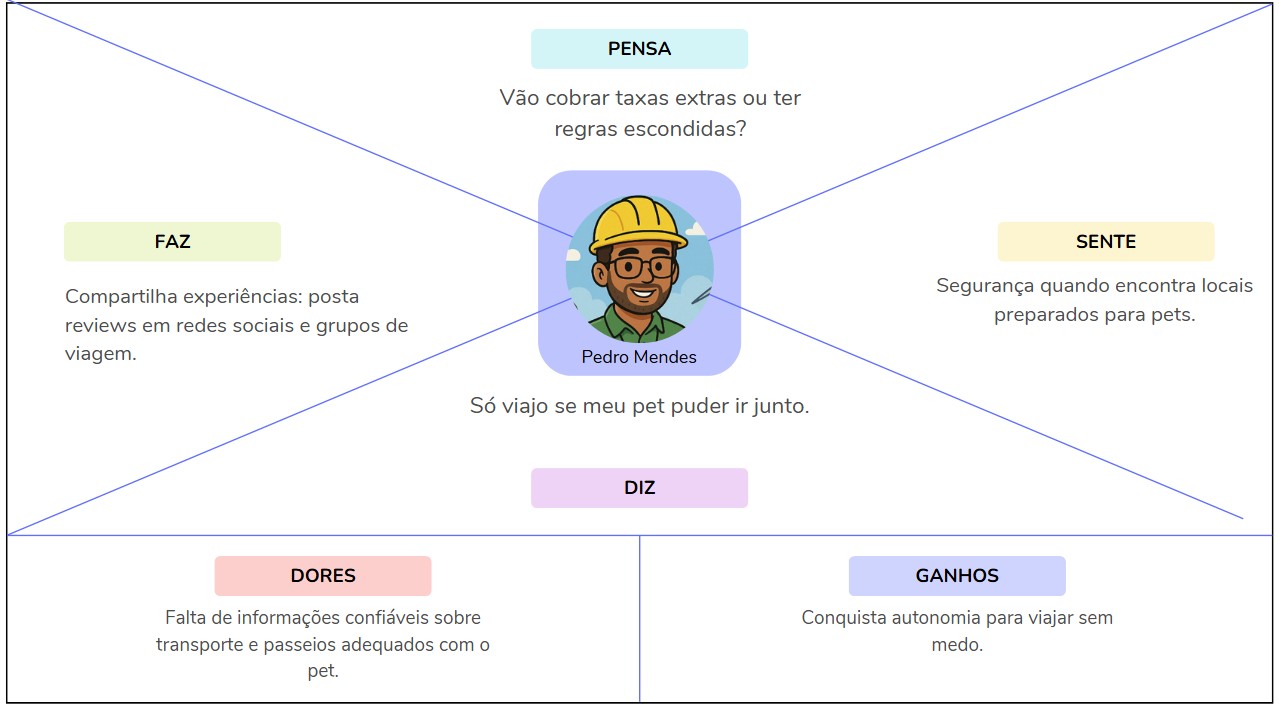 PENSA
Vão cobrar taxas extras ou ter
regras escondidas?
FAZ
Compartilha experiências: posta
reviews em redes sociais e grupos de
viagem.
Pedro Mendes
SENTE
Segurança quando encontra locais
preparados para pets.
Só viajo se meu pet puder ir junto.
DIZ
DORES
Falta de informações confiáveis sobre
transporte e passeios adequados com o
pet.
GANHOS
Conquista autonomia para viajar sem
medo.